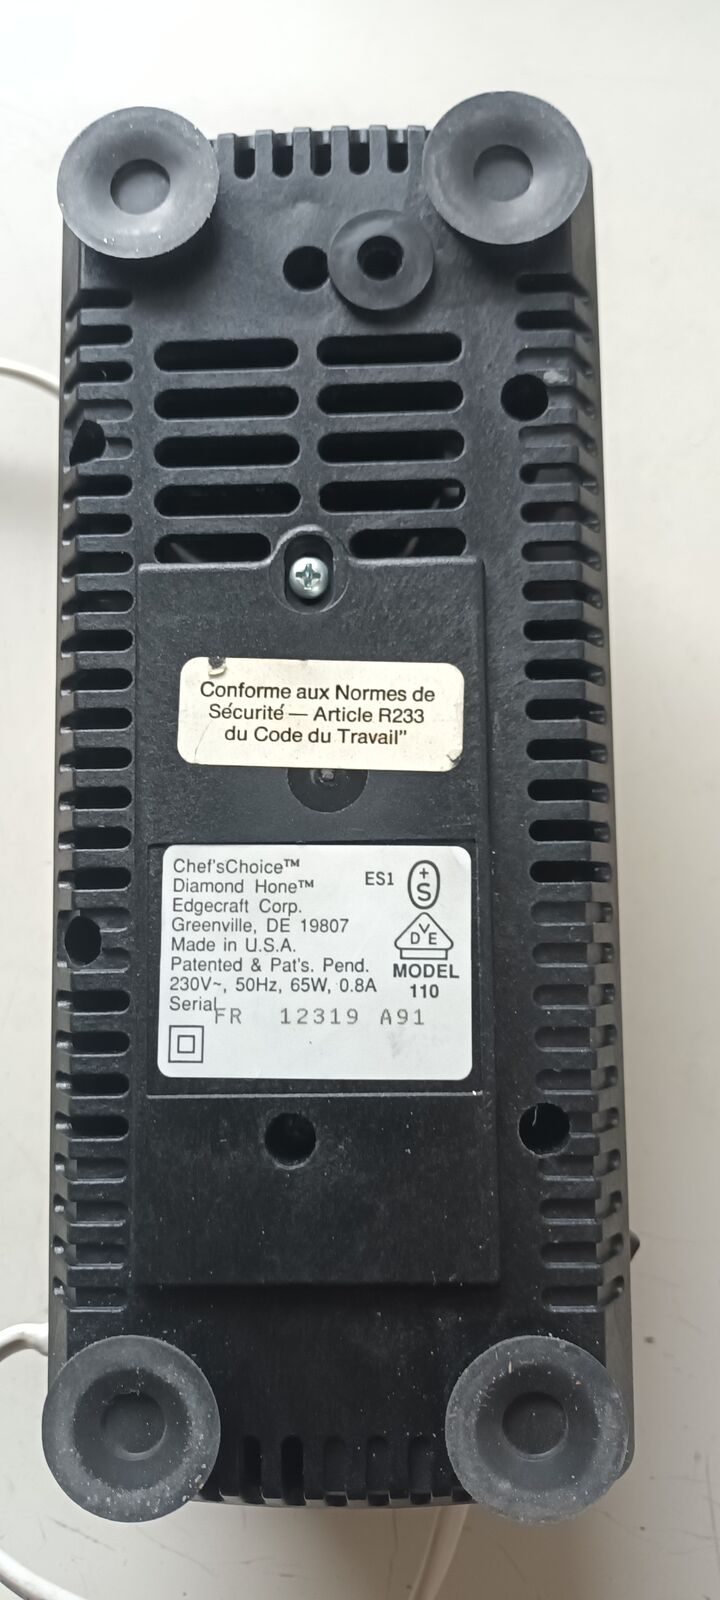 Conforme aux Normes de
Sécurité — Article R233
du Code du Travail"
Chef'sChoice™
Diamond Hone™
Edgecraft Corp.
Greenville, DE 19807
Made in U.S.A.
Patented & Pat's. Pend.
230V~, 50Hz, 65W, 0.8A
Serial FR 12319 A91
ES1
+S
DVE
MODEL
110